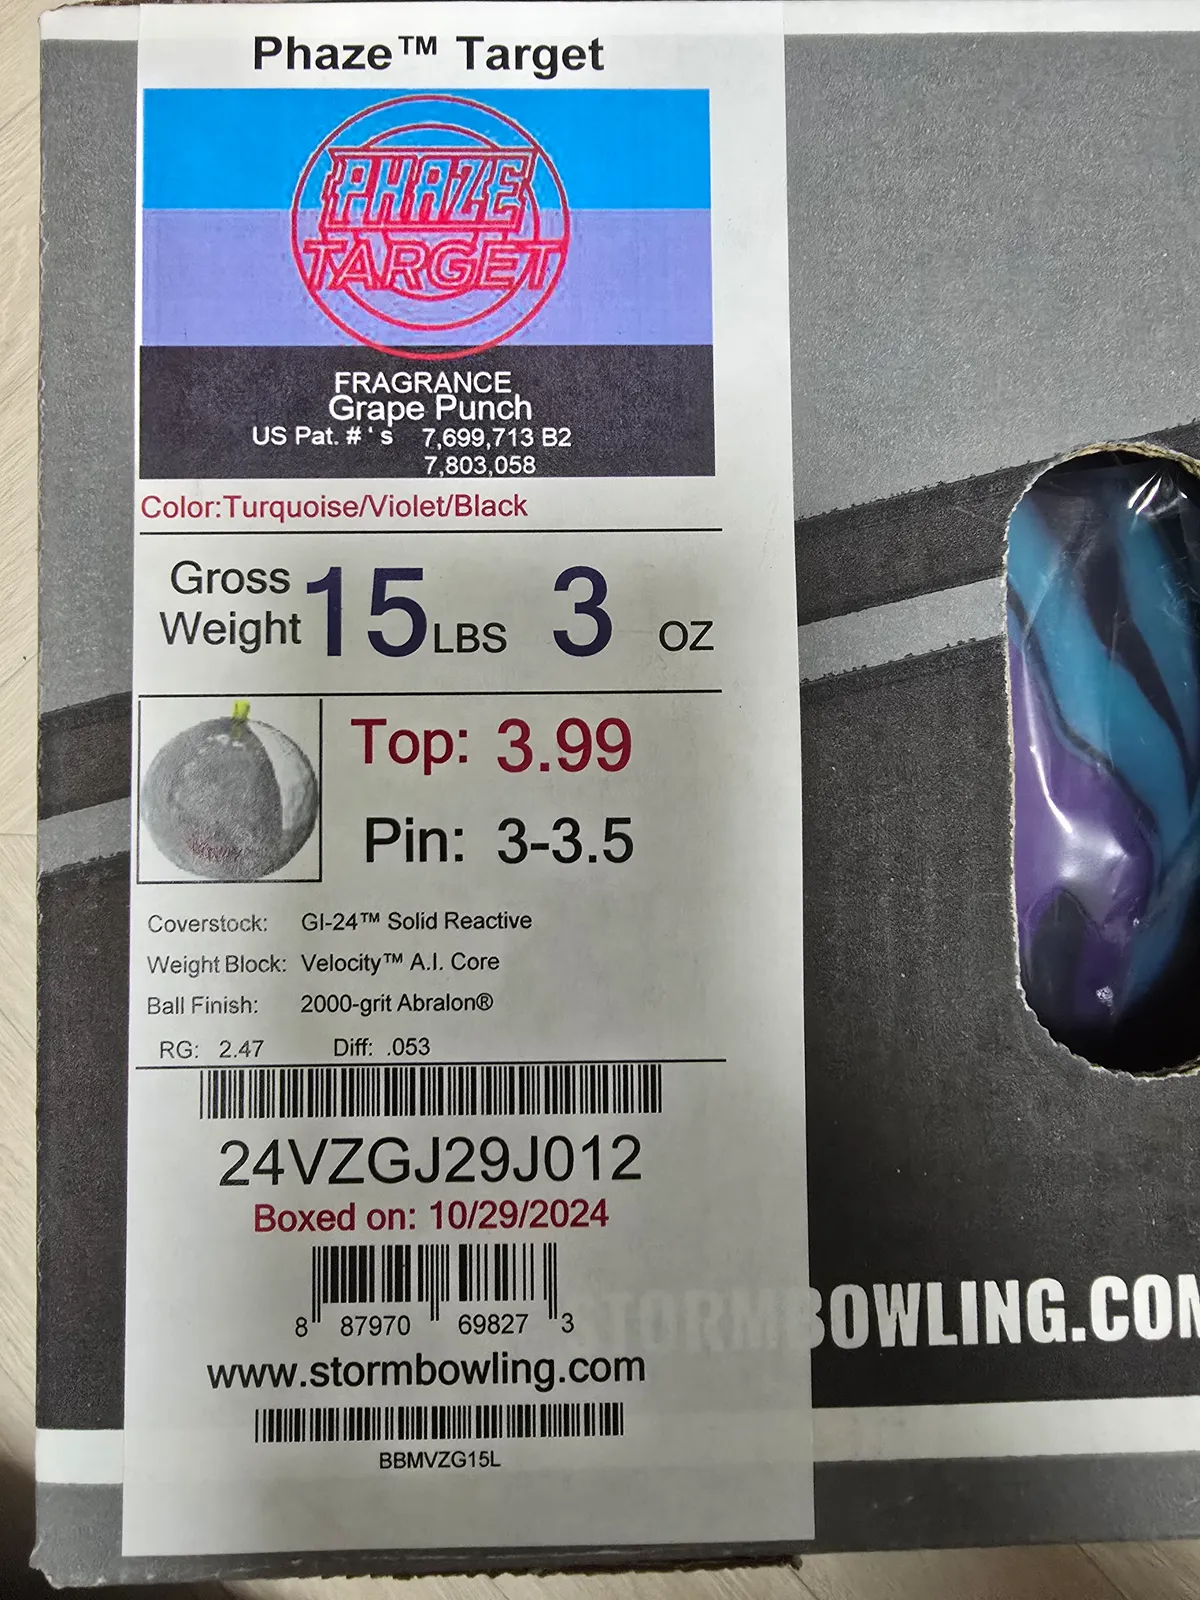 Phaze™ Target
PHAZE
TARGET
FRAGRANCE
Grape Punch
US Pat. # ' s 7,699,713 B2
7,803,058
Color:Turquoise/Violet/Black
Gross
Weight 15 LBS 3 OZ
Top: 3.99
Pin: 3-3.5
Coverstock: GI-24™ Solid Reactive
Weight Block: Velocity™ A.I. Core
Ball Finish: 2000-grit Abralon®
RG: 2.47 Diff: .053
24VZGJ29J012
Boxed on: 10/29/2024
8 87970 69827 3
STORMBOWLING.COM
www.stormbowling.com
BBMVZG15L